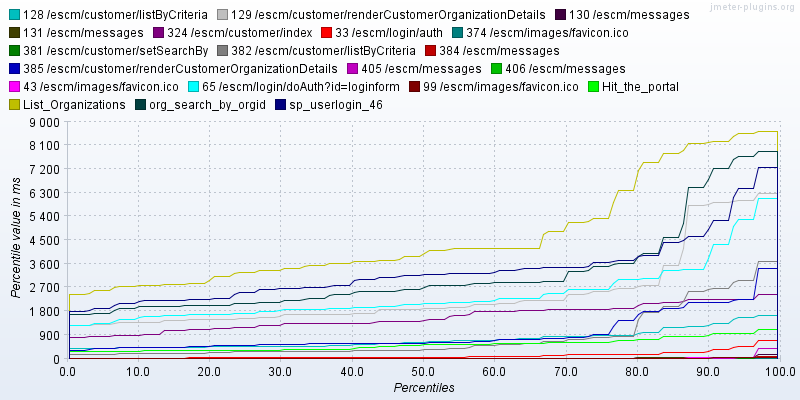 jmeter-plugins.org
128 /escm/customer/listByCriteria 129 /escm/customer/renderCustomerOrganizationDetails 130 /escm/messages
131 /escm/messages 324 /escm/customer/index 33 /escm/login/auth 374 /escm/images/favicon.ico
381 /escm/customer/setSearchBy 382 /escm/customer/listByCriteria 384 /escm/messages
385 /escm/customer/renderCustomerOrganizationDetails 405 /escm/messages 406 /escm/messages
43 /escm/images/favicon.ico 65 /escm/login/doAuth?id=loginform 99 /escm/images/favicon.ico Hit_the_portal
List_Organizations org_search_by_orgid sp_userlogin_46
9 000
8 100
7 200
6 300
5 400
4 500
3 600
2 700
1 800
900
0
Percentile value in ms
0.0 10.0 20.0 30.0 40.0 50.0 60.0 70.0 80.0 90.0 100.0
Percentiles